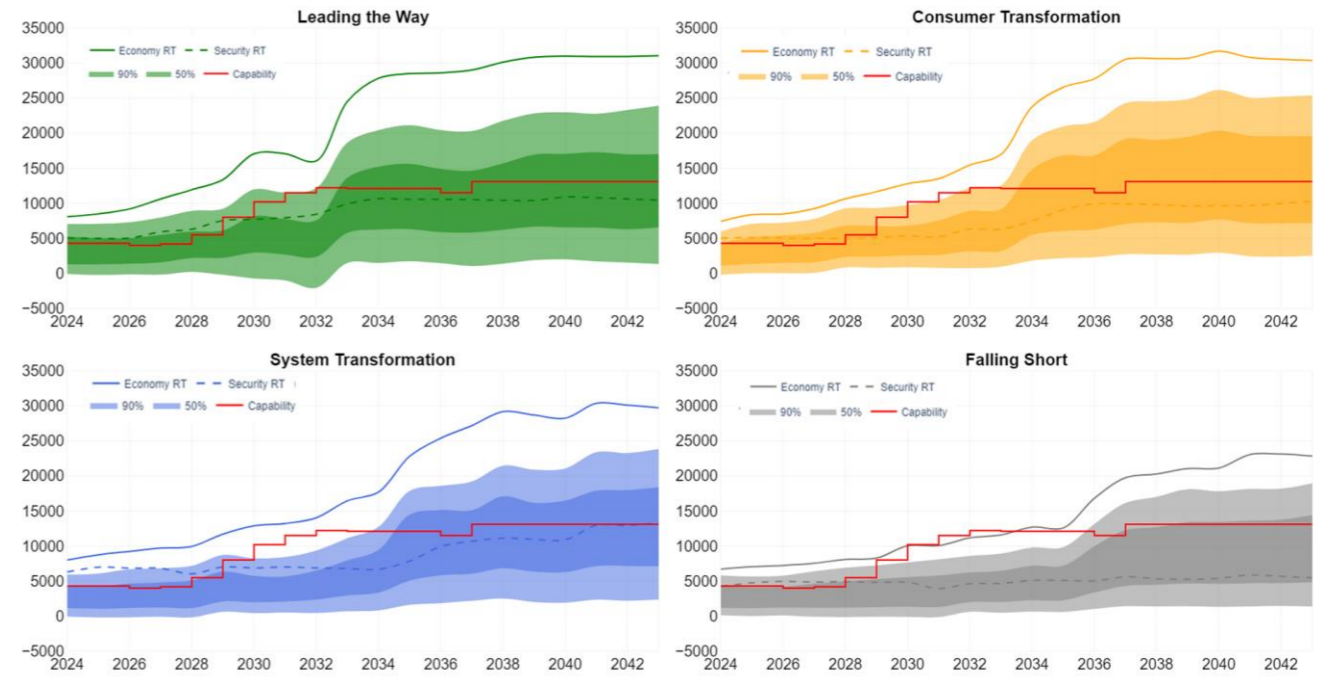 Leading the Way
35000
30000
25000
20000
15000
10000
5000
0
−5000
Economy RT Security RT
90% 50% Capability
2024 2026 2028 2030 2032 2034 2036 2038 2040 2042
Consumer Transformation
35000
30000
25000
20000
15000
10000
5000
0
−5000
Economy RT Security RT
90% 50% Capability
2024 2026 2028 2030 2032 2034 2036 2038 2040 2042
System Transformation
35000
30000
25000
20000
15000
10000
5000
0
−5000
Economy RT Security RT
90% 50% Capability
2024 2026 2028 2030 2032 2034 2036 2038 2040 2042
Falling Short
35000
30000
25000
20000
15000
10000
5000
0
−5000
Economy RT Security RT
90% 50% Capability
2024 2026 2028 2030 2032 2034 2036 2038 2040 2042